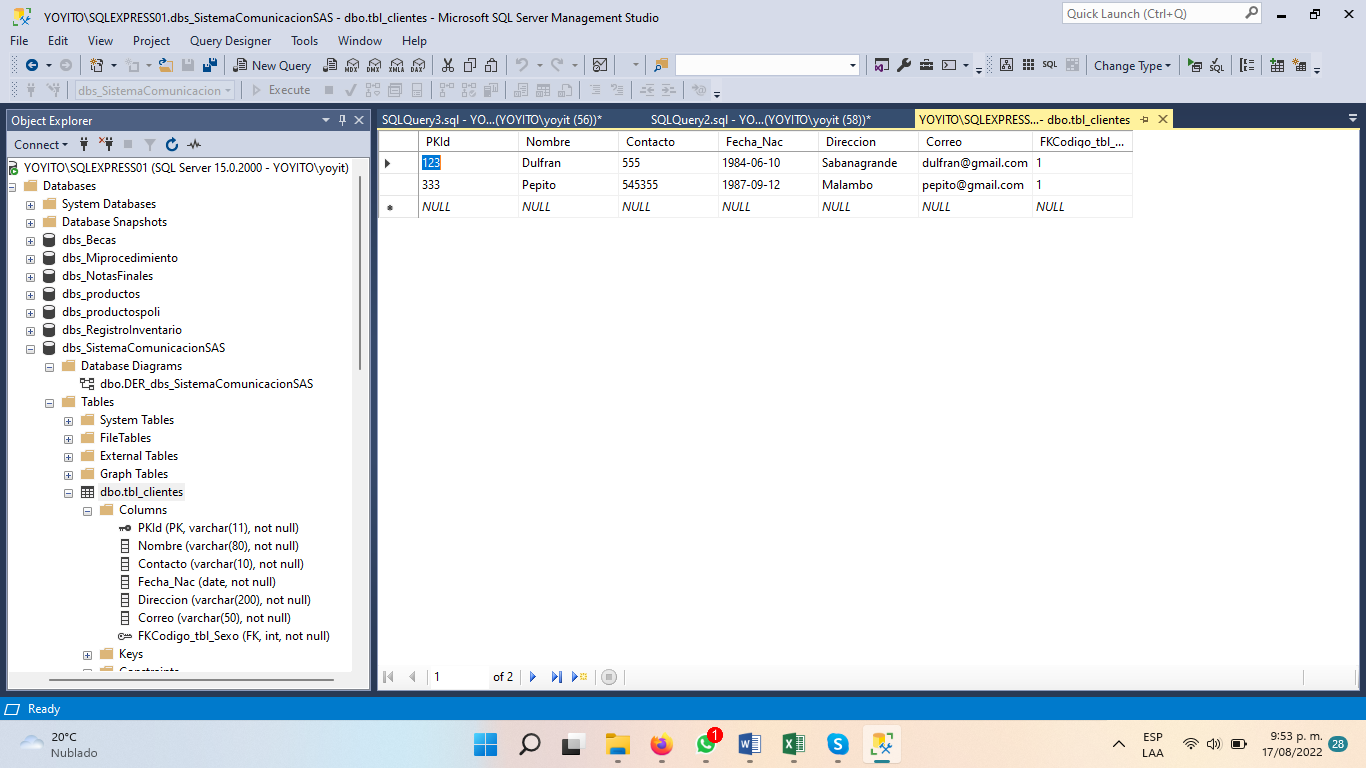 YOYITO\SQLEXPRESS01.dbs_SistemaComunicacionSAS - dbo.tbl_clientes - Microsoft SQL Server Management Studio
Quick Launch (Ctrl+Q)
File Edit View Project Query Designer Tools Window Help
New Query MDX DMX XMLA DAX SQL Change Type SQL
dbs_SistemaComunicacion Execute
Object Explorer
Connect
YOYITO\SQLEXPRESS01 (SQL Server 15.0.2000 - YOYITO\yoyit)
Databases
System Databases
Database Snapshots
dbs_Becas
dbs_Miprocedimiento
dbs_NotasFinales
dbs_productos
dbs_productospoli
dbs_RegistroInventario
dbs_SistemaComunicacionSAS
Database Diagrams
dbo.DER_dbs_SistemaComunicacionSAS
Tables
System Tables
FileTables
External Tables
Graph Tables
dbo.tbl_clientes
Columns
PKId (PK, varchar(11), not null)
Nombre (varchar(80), not null)
Contacto (varchar(10), not null)
Fecha_Nac (date, not null)
Direccion (varchar(200), not null)
Correo (varchar(50), not null)
FKCodigo_tbl_Sexo (FK, int, not null)
Keys
Constraints
SQLQuery3.sql - YO...(YOYITO\yoyit (56))* SQLQuery2.sql - YO...(YOYITO\yoyit (58))* YOYITO\SQLEXPRESS...- dbo.tbl_clientes
PKId Nombre Contacto Fecha_Nac Direccion Correo FKCodigo_tbl_...
123 Dulfran 555 1984-06-10 Sabanagrande dulfran@gmail.com 1
333 Pepito 545355 1987-09-12 Malambo pepito@gmail.com 1
NULL NULL NULL NULL NULL NULL NULL
1 of 2
Ready
20°C
Nublado
1
ESP
LAA
9:53 p. m.
17/08/2022
28